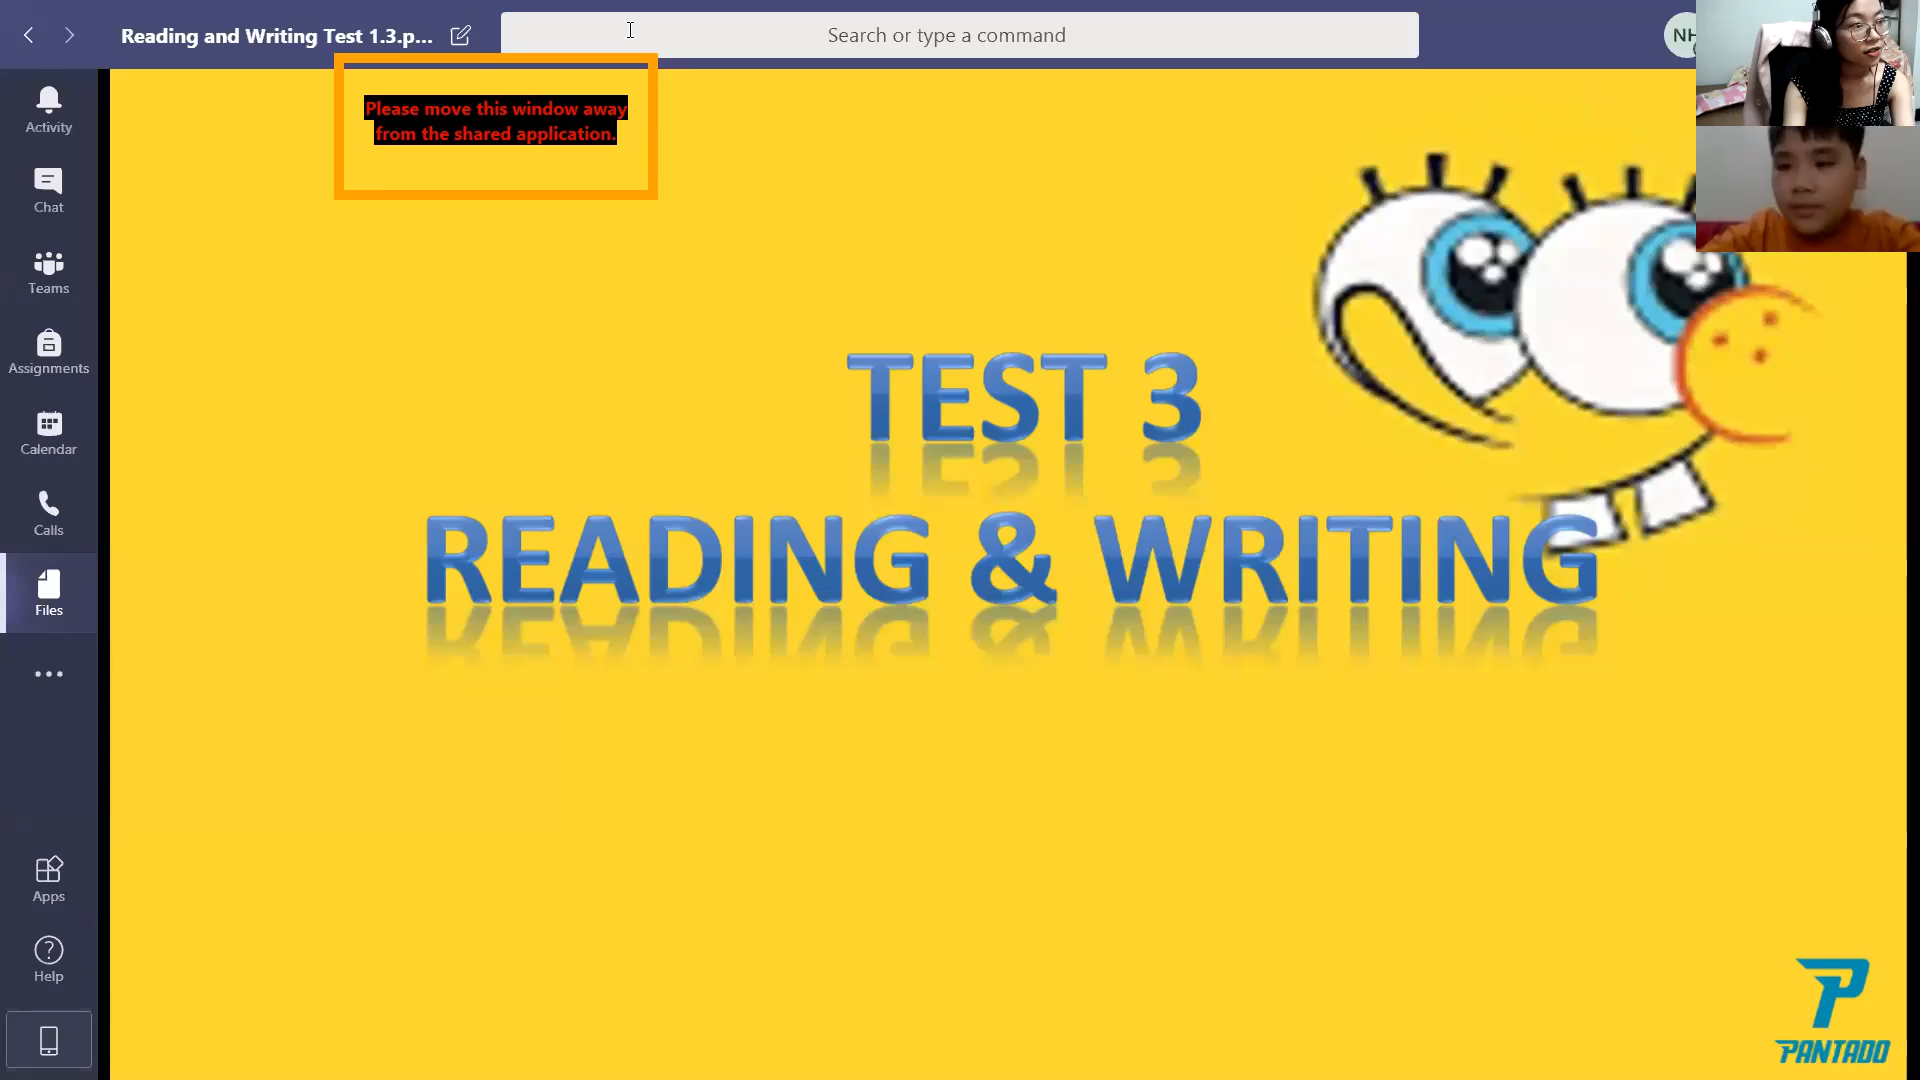 Reading and Writing Test 1.3.p...
Search or type a command
NH
Please move this window away
from the shared application.
Activity
Chat
Teams
Assignments
Calendar
Calls
Files
Apps
Help
TEST 3
READING & WRITING
PANTADO